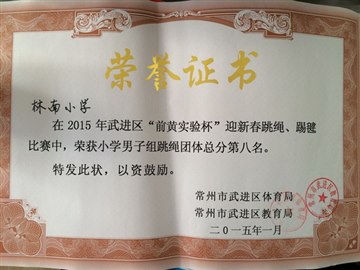 荣誉证书
林南小学
在2015年武进区“前黄实验杯”迎新春跳绳、踢毽
比赛中，荣获小学男子组跳绳团体总分第八名。
特发此状，以资鼓励。
常州市武进区体育局
常州市武进区教育局
二〇一五年一月